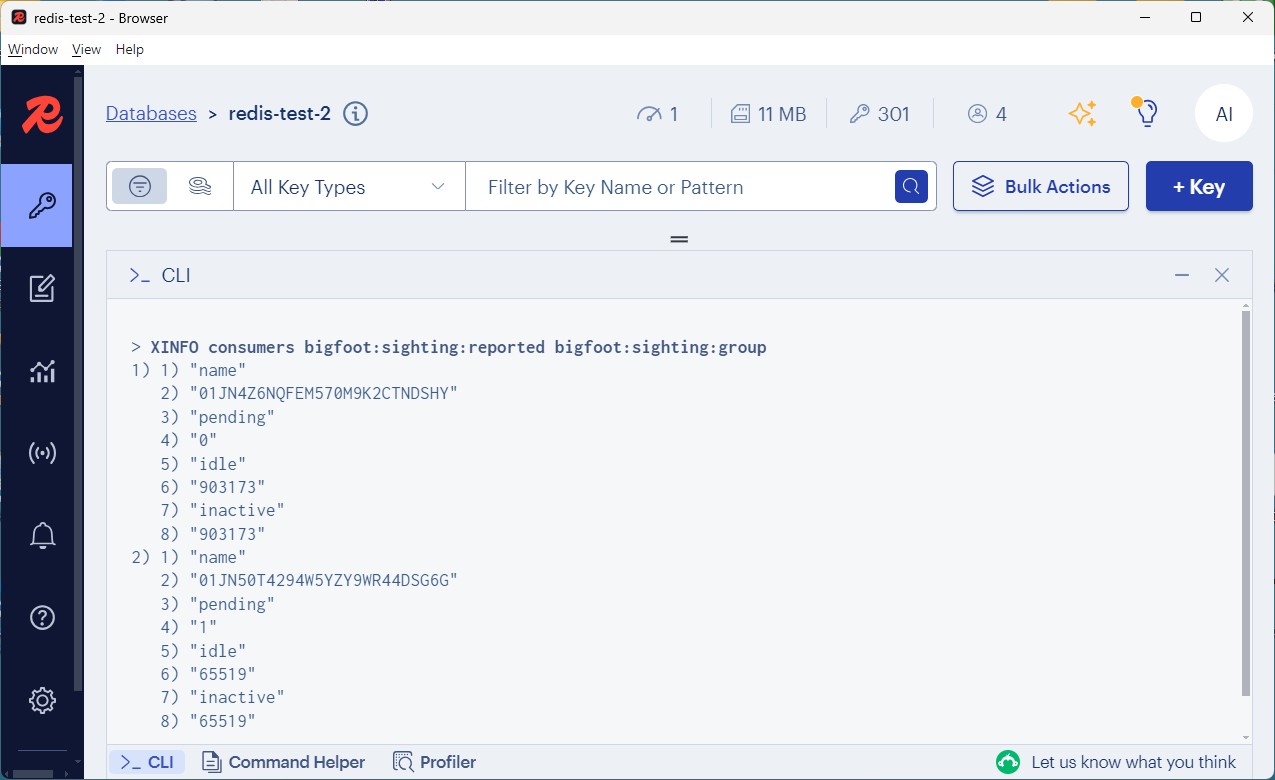 redis-test-2 - Browser
Window View Help
Databases > redis-test-2 1 11 MB 301 4 AI
All Key Types Filter by Key Name or Pattern Bulk Actions + Key
>_ CLI
> XINFO consumers bigfoot:sighting:reported bigfoot:sighting:group
1) 1) "name"
2) "01JN4Z6NQFEM570M9K2CTNDSHY"
3) "pending"
4) "0"
5) "idle"
6) "903173"
7) "inactive"
8) "903173"
2) 1) "name"
2) "01JN50T4294W5YZY9WR44DSG6G"
3) "pending"
4) "1"
5) "idle"
6) "65519"
7) "inactive"
8) "65519"
>_ CLI Command Helper Profiler Let us know what you think